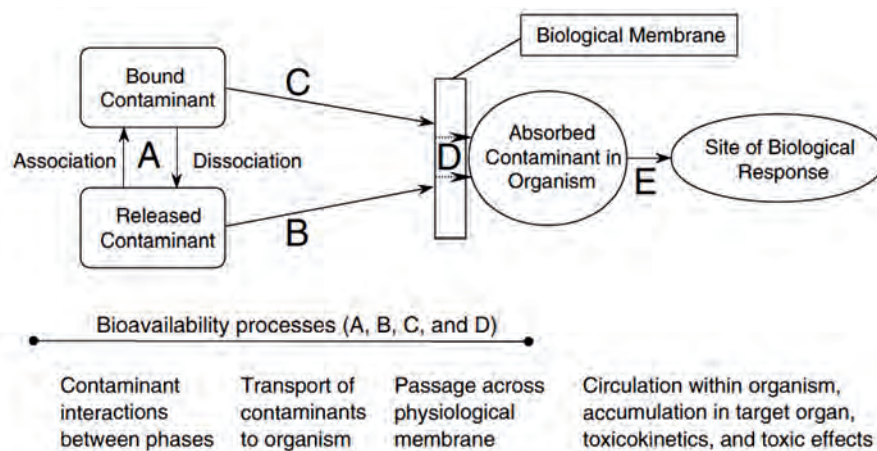 Biological Membrane
Bound
Contaminant
C
Association
A
Dissociation
D
Absorbed
Contaminant in
Organism
E
Site of Biological
Response
Released
Contaminant
B
Bioavailability processes (A, B, C, and D)
Contaminant
interactions
between phases
Transport of
contaminants
to organism
Passage across
physiological
membrane
Circulation within organism,
accumulation in target organ,
toxicokinetics, and toxic effects